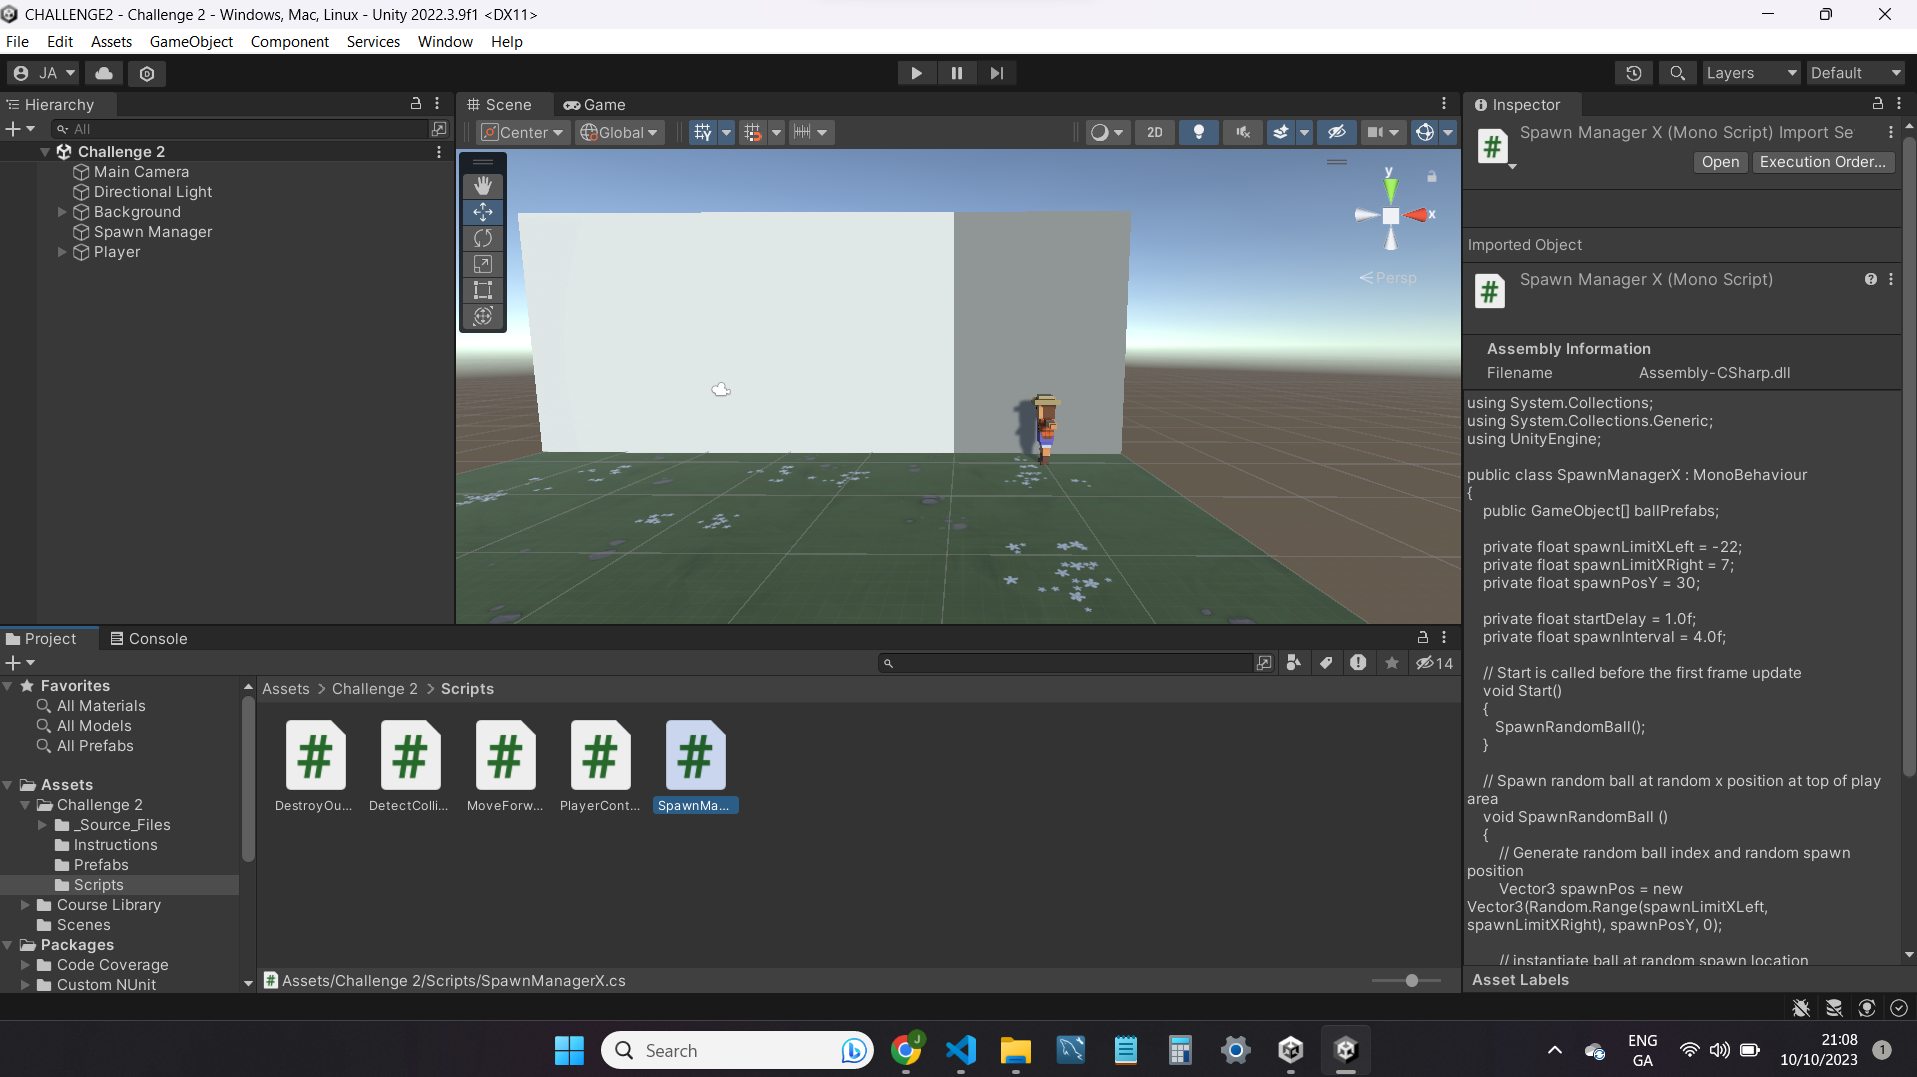 CHALLENGE2 - Challenge 2 - Windows, Mac, Linux - Unity 2022.3.9f1 <DX11>
File Edit Assets GameObject Component Services Window Help
JA
Layers Default
Hierarchy
All
Challenge 2
Main Camera
Directional Light
Background
Spawn Manager
Player
Scene Game
Center Global 2D
y
x
Persp
Inspector
Spawn Manager X (Mono Script) Import Se
Open Execution Order...
Imported Object
Spawn Manager X (Mono Script)
Assembly Information
Filename Assembly-CSharp.dll
using System.Collections;
using System.Collections.Generic;
using UnityEngine;
public class SpawnManagerX : MonoBehaviour
{
public GameObject[] ballPrefabs;
private float spawnLimitXLeft = -22;
private float spawnLimitXRight = 7;
private float spawnPosY = 30;
private float startDelay = 1.0f;
private float spawnInterval = 4.0f;
// Start is called before the first frame update
void Start()
{
SpawnRandomBall();
}
// Spawn random ball at random x position at top of play
area
void SpawnRandomBall ()
{
// Generate random ball index and random spawn
position
Vector3 spawnPos = new
Vector3(Random.Range(spawnLimitXLeft,
spawnLimitXRight), spawnPosY, 0);
// instantiate ball at random spawn location
Asset Labels
Project Console
14
Favorites
All Materials
All Models
All Prefabs
Assets
Challenge 2
_Source_Files
Instructions
Prefabs
Scripts
Course Library
Scenes
Packages
Code Coverage
Custom NUnit
Assets > Challenge 2 > Scripts
# # # # #
DestroyOu... DetectColli... MoveForw... PlayerCont... SpawnMa...
Assets/Challenge 2/Scripts/SpawnManagerX.cs
Search
J
ENG
GA
21:08
10/10/2023
1